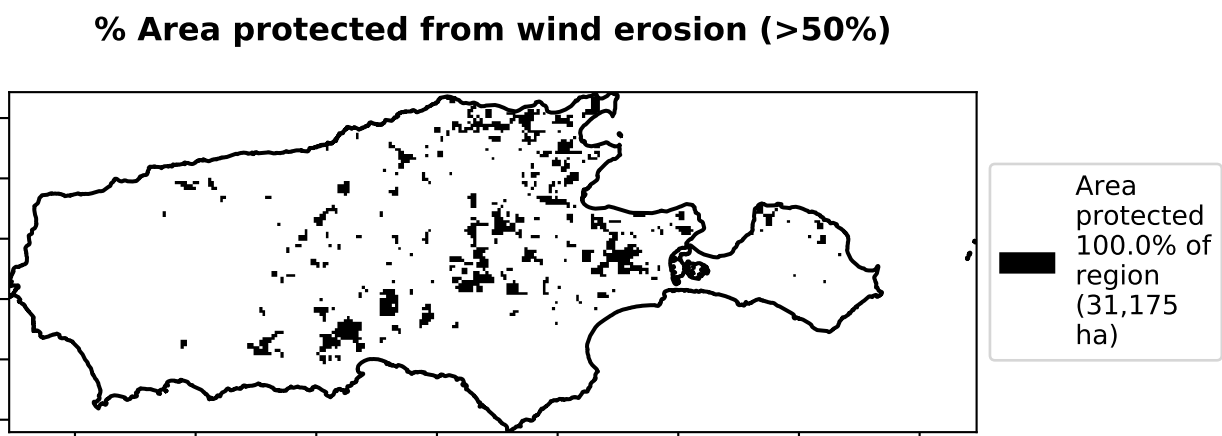 % Area protected from wind erosion (>50%)
Area
protected
100.0% of
region
(31,175
ha)